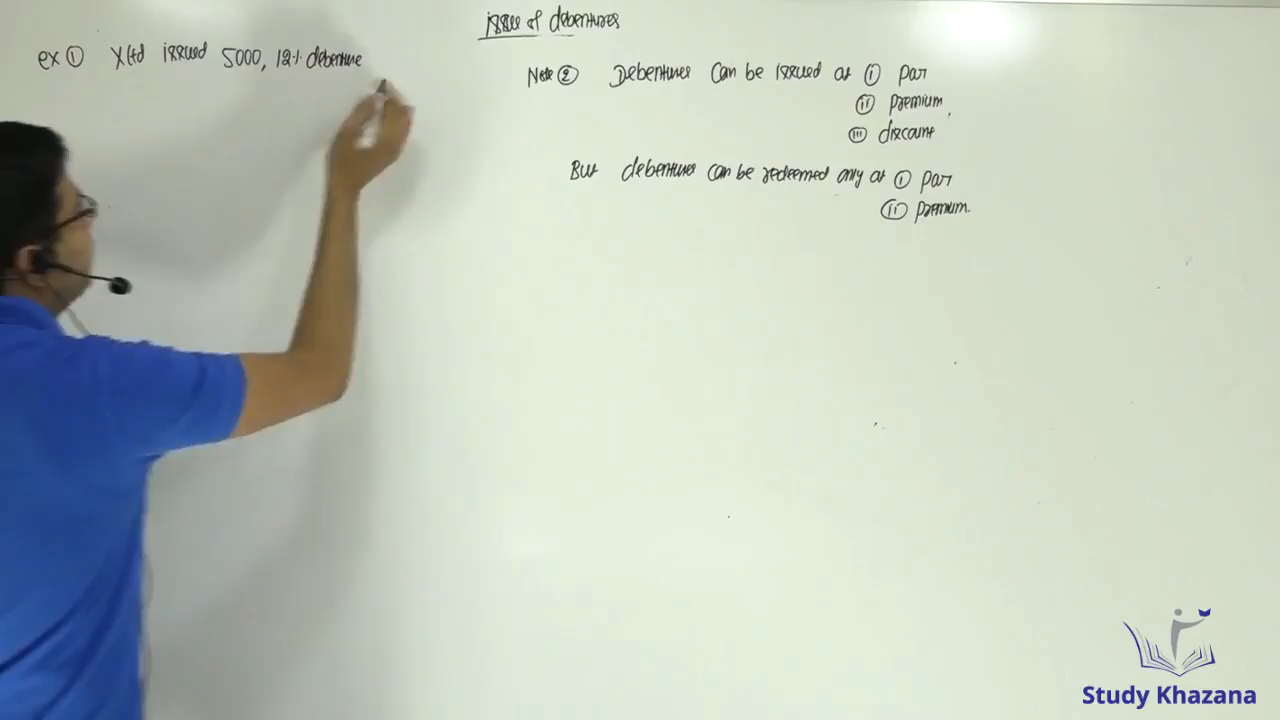 issue of debentures
ex ① X Ltd issued 5000, 12% debenture
Note ② Debentures can be issued at ⓘ par
ⓘⓘ premium
ⓘⓘⓘ discount
But debentures can be redeemed only at ⓘ par
ⓘⓘ premium.
Study Khazana